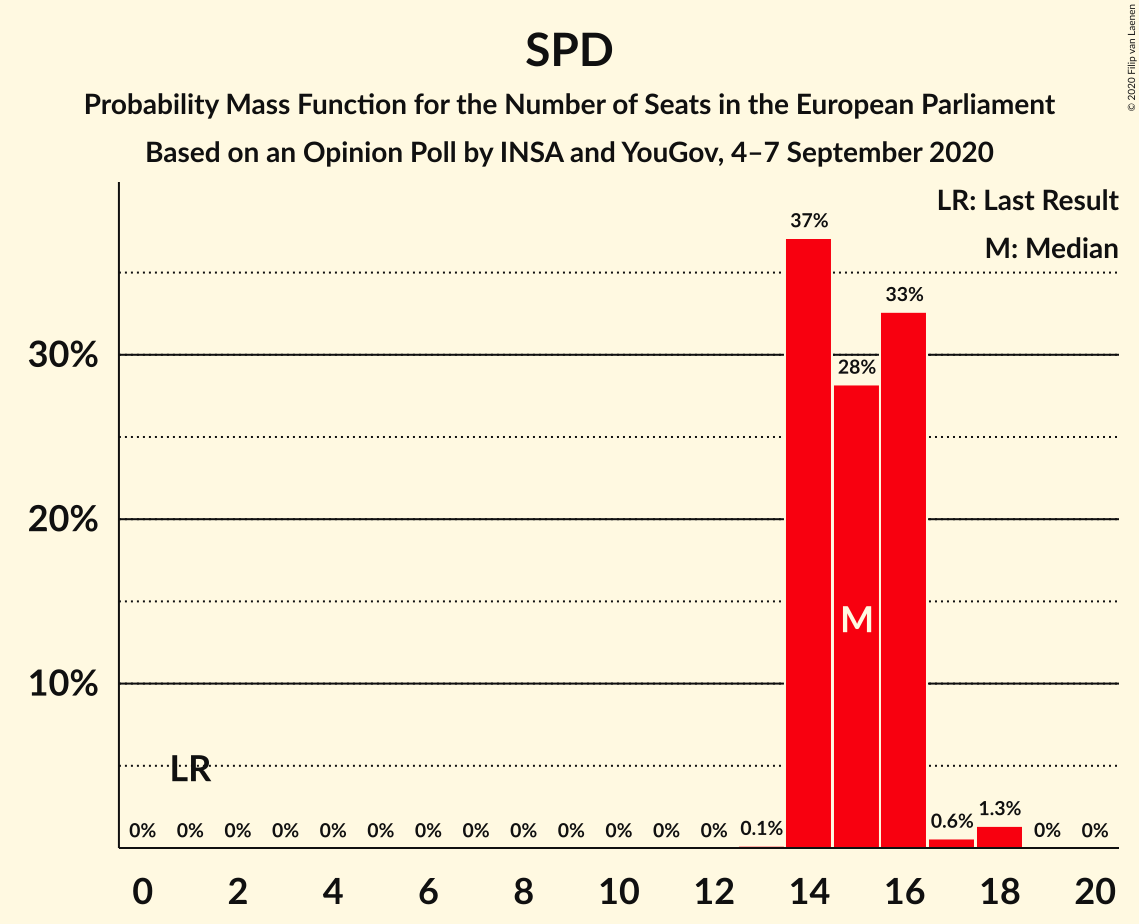 SPD
Probability Mass Function for the Number of Seats in the European Parliament
Based on an Opinion Poll by INSA and YouGov, 4–7 September 2020
© 2020 Filip van Laenen
LR: Last Result
M: Median
37%
33%
30%
28%
20%
M
10%
LR
0% 0% 0% 0% 0% 0% 0% 0% 0% 0% 0% 0% 0% 0.1% 0.6% 1.3% 0% 0%
0 2 4 6 8 10 12 14 16 18 20